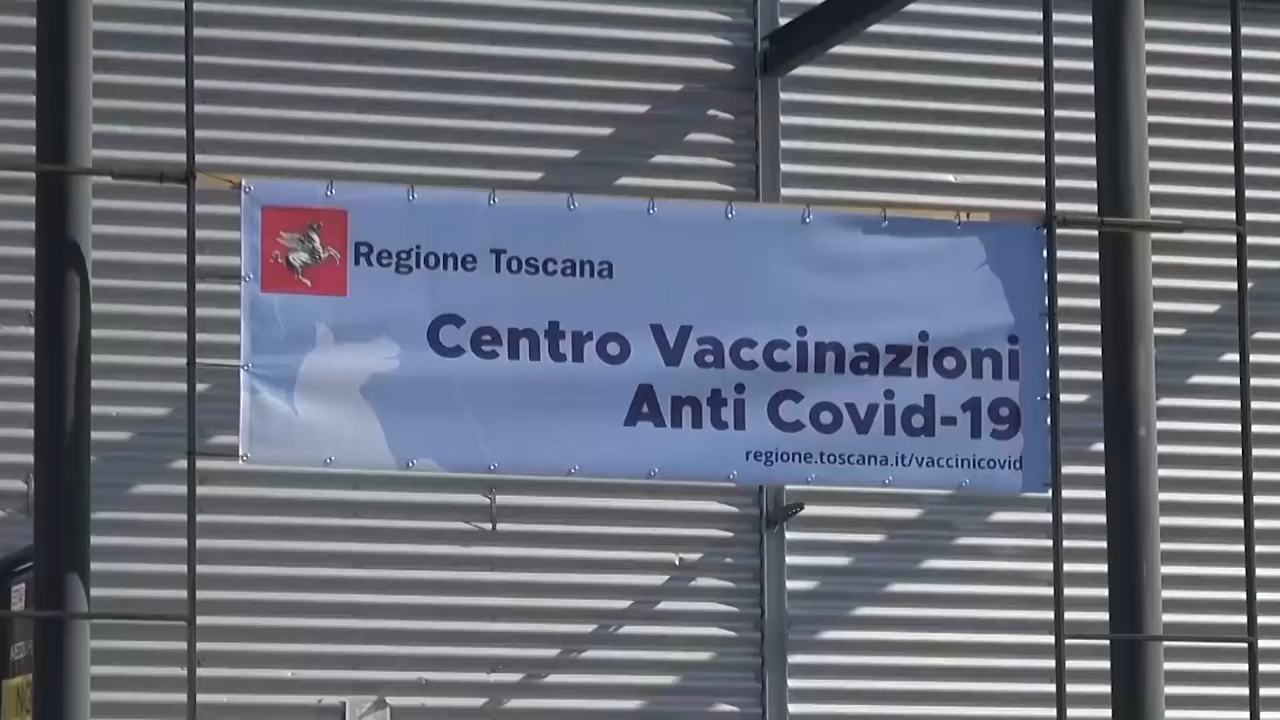 Regione Toscana
Centro Vaccinazioni
Anti Covid-19
regione.toscana.it/vaccinicovid